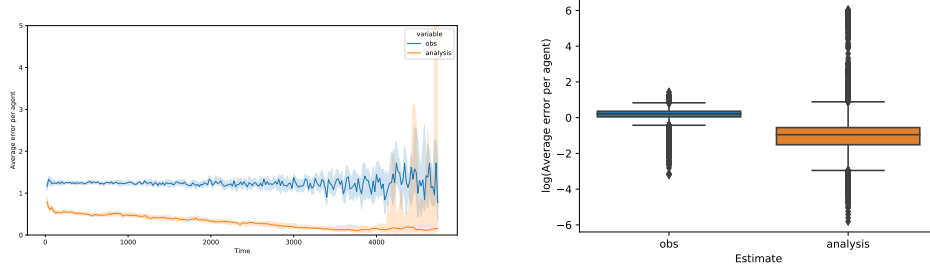 5
4
3
2
1
0
Average error per agent
0
1000
2000
3000
4000
Time
variable
obs
analysis
6
4
2
0
−2
−4
−6
log(Average error per agent)
obs
analysis
Estimate